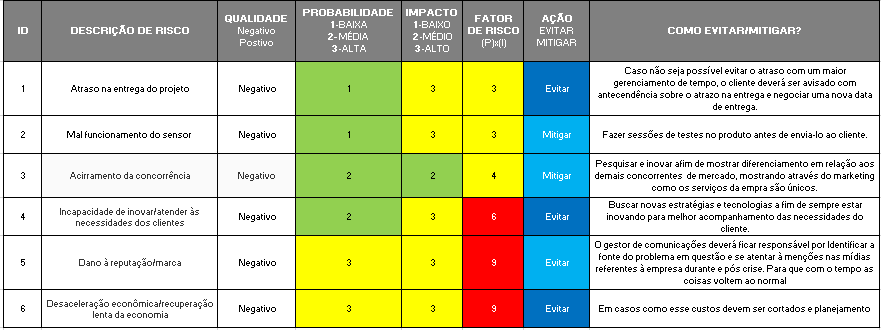 ID DESCRIÇÃO DE RISCO QUALIDADE Negativo Postivo PROBABILIDADE 1-BAIXA 2-MÉDIA 3-ALTA IMPACTO 1-BAIXO 2-MÉDIO 3-ALTO FATOR DE RISCO (P)x(I) AÇÃO EVITAR MITIGAR COMO EVITAR/MITIGAR?
1 Atraso na entrega do projeto Negativo 1 3 3 Evitar Caso não seja possível evitar o atraso com um maior
gerenciamento de tempo, o cliente deverá ser avisado com
antecendência sobre o atrazo na entrega e negociar uma nova data
de entrega.
2 Mal funcionamento do sensor Negativo 1 3 3 Mitigar Fazer sessões de testes no produto antes de envia-lo ao cliente.
3 Acirramento da concorrência Negativo 2 2 4 Mitigar Pesquisar e inovar afim de mostrar diferenciamento em relação aos
demais concorrentes de mercado, mostrando através do marketing
como os serviços da empra são únicos.
4 Incapacidade de inovar/atender às
necessidades dos clientes Negativo 2 3 6 Evitar Buscar novas estratégias e tecnologias a fim de sempre estar
inovando para melhor acompanhamento das necesidades do
cliente.
5 Dano à reputação/marca Negativo 3 3 9 Evitar O gestor de comunicações deverá ficar responsável por Identificar a
fonte do problema em questão e se atentar à menções nas mídias
referentes à empresa durante e pós crise. Para que com o tempo as
coisas voltem ao normal
6 Desaceleração econômica/recuperação
lenta da economia Negativo 3 3 9 Evitar Em casos como esse custos devem ser cortados e planejamento